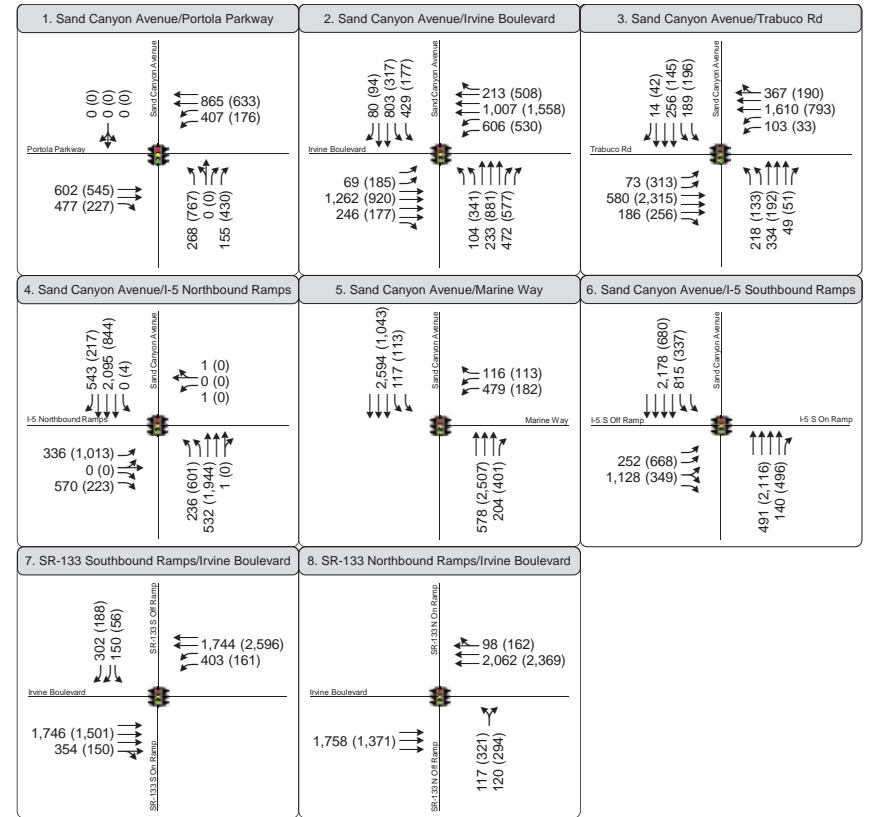 1. Sand Canyon Avenue/Portola Parkway
0 (0)
0 (0)
0 (0)
Sand Canyon Avenue
865 (633)
407 (176)
Portola Parkway
602 (545)
477 (227)
268 (767)
0 (0)
155 (430)
2. Sand Canyon Avenue/Irvine Boulevard
80 (94)
803 (317)
429 (177)
Sand Canyon Avenue
213 (508)
1,007 (1,558)
606 (530)
Irvine Boulevard
69 (185)
1,262 (920)
246 (177)
104 (341)
233 (881)
472 (577)
3. Sand Canyon Avenue/Trabuco Rd
14 (42)
256 (145)
189 (196)
Sand Canyon Avenue
367 (190)
1,610 (793)
103 (33)
Trabuco Rd
73 (313)
580 (2,315)
186 (256)
218 (133)
334 (192)
49 (51)
4. Sand Canyon Avenue/I-5 Northbound Ramps
543 (217)
2,095 (844)
0 (4)
Sand Canyon Avenue
1 (0)
0 (0)
1 (0)
I-5 Northbound Ramps
336 (1,013)
0 (0)
570 (223)
236 (601)
532 (1,944)
1 (0)
5. Sand Canyon Avenue/Marine Way
2,594 (1,043)
117 (113)
Sand Canyon Avenue
116 (113)
479 (182)
Marine Way
578 (2,507)
204 (401)
6. Sand Canyon Avenue/I-5 Southbound Ramps
2,178 (680)
815 (337)
Sand Canyon Avenue
I-5 S Off Ramp
I-5 S On Ramp
252 (668)
1,128 (349)
491 (2,116)
140 (496)
7. SR-133 Southbound Ramps/Irvine Boulevard
302 (188)
150 (56)
SR-133 S Off Ramp
1,744 (2,596)
403 (161)
Irvine Boulevard
1,746 (1,501)
354 (150)
SR-133 S On Ramp
8. SR-133 Northbound Ramps/Irvine Boulevard
SR-133 N On Ramp
98 (162)
2,062 (2,369)
Irvine Boulevard
1,758 (1,371)
SR-133 N Off Ramp
117 (321)
120 (294)